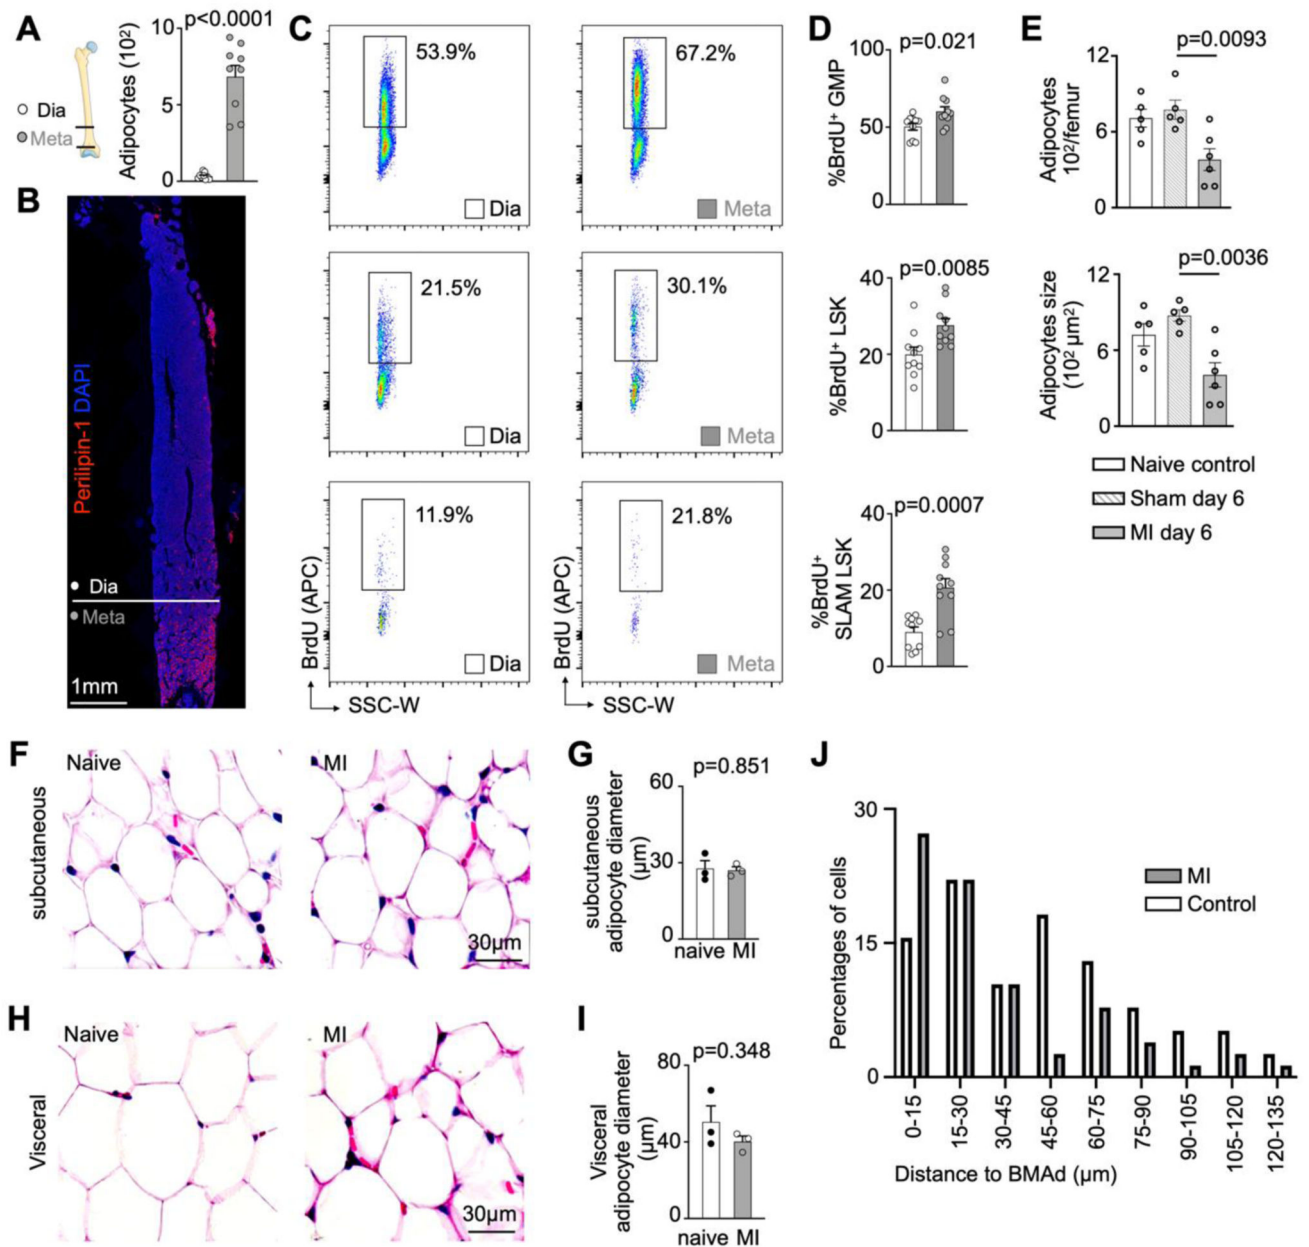 A
p<0.0001
Adipocytes (10²)
10
5
0
Dia
Meta
B
Perilipin-1 DAPI
Dia
Meta
1mm
C
53.9%
Dia
67.2%
Meta
21.5%
Dia
30.1%
Meta
11.9%
Dia
21.8%
Meta
BrdU (APC)
SSC-W
BrdU (APC)
SSC-W
D
p=0.021
%BrdU⁺ GMP
100
50
0
p=0.0085
%BrdU⁺ LSK
40
20
0
p=0.0007
%BrdU⁺
SLAM LSK
40
20
0
E
p=0.0093
Adipocytes
10²/femur
12
6
0
p=0.0036
Adipocytes size
(10² µm²)
12
6
0
Naive control
Sham day 6
MI day 6
F
subcutaneous
Naive
MI
30µm
G
p=0.851
subcutaneous
adipocyte diameter
(µm)
60
30
0
naive MI
H
Visceral
Naive
MI
30µm
I
p=0.348
Visceral
adipocyte diameter
(µm)
80
40
0
naive MI
J
Percentages of cells
30
15
0
MI
Control
0-15
15-30
30-45
45-60
60-75
75-90
90-105
105-120
120-135
Distance to BMAd (µm)